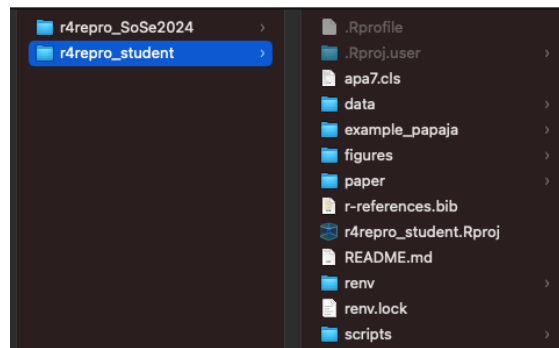 r4repro_SoSe2024
r4repro_student
.Rprofile
.Rproj.user
apa7.cls
data
example_papaja
figures
paper
r-references.bib
r4repro_student.Rproj
README.md
renv
renv.lock
scripts